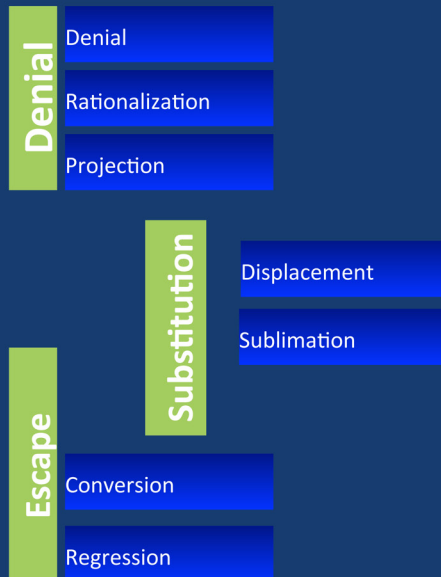 Denial
Denial
Rationalization
Projection
Substitution
Displacement
Sublimation
Escape
Conversion
Regression